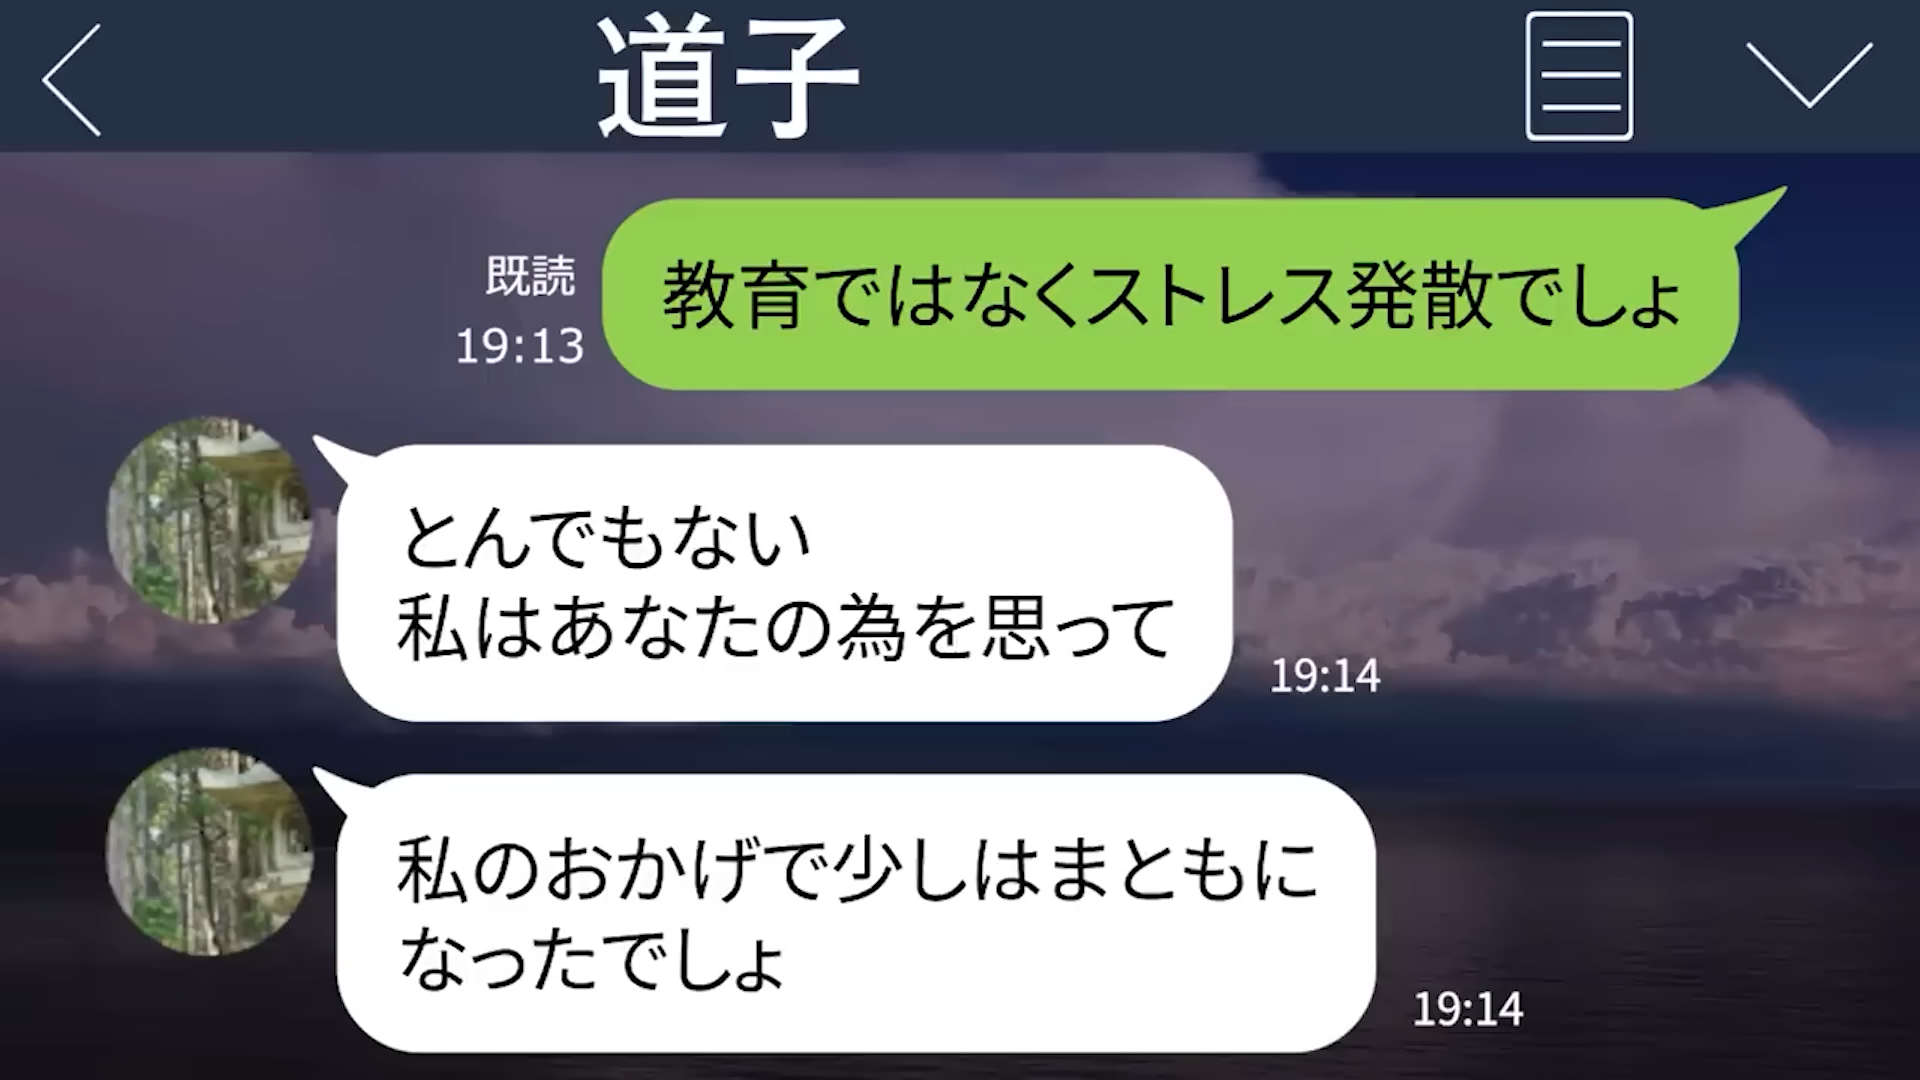 道子
教育ではなくストレス発散でしょ
既読
19:13
とんでもない
私はあなたの為を思って
19:14
私のおかげで少しはまともに
なったでしょ
19:14